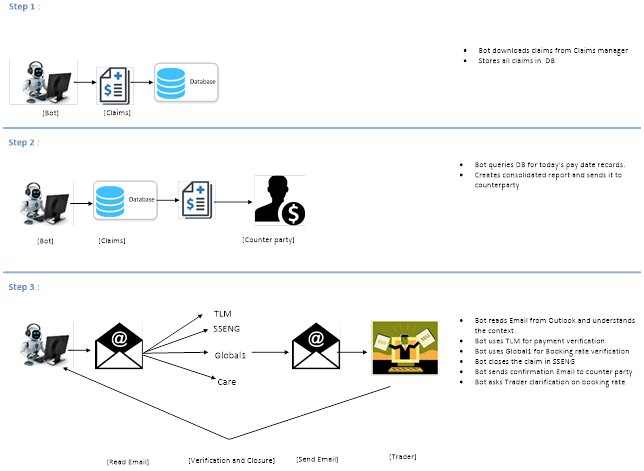 Step 1 :
• Bot downloads claims from Claims manager
• Stores all claims in DB
Database
[Bot]
[Claims]
Step 2 :
• Bot queries DB for today's pay date records.
• Creates consolidated report and sends it to
counterparty
Database
[Bot]
[Claims]
[Counter party]
Step 3 :
TLM
SSENG
Global1
Care
@
@
BUY
SELL
• Bot reads Email from Outlook and understands
the context.
• Bot uses TLM for payment verification
• Bot uses Global1 for Booking rate verification
• Bot closes the claim in SSENG
• Bot sends confirmation Email to counter party
• Bot asks Trader clarification on booking rate
[Read Email]
[Verification and Closure]
[Send Email]
[Trader]